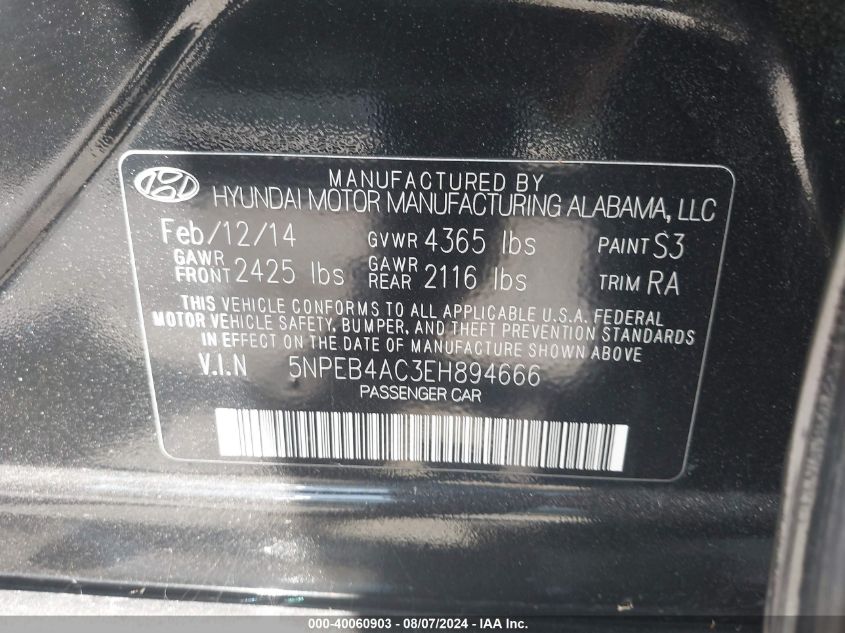 MANUFACTURED BY
HYUNDAI MOTOR MANUFACTURING ALABAMA, LLC
Feb/12/14 GVWR 4365 lbs PAINT S3
GAWR FRONT 2425 lbs GAWR REAR 2116 lbs TRIM RA
THIS VEHICLE CONFORMS TO ALL APPLICABLE U.S.A. FEDERAL
MOTOR VEHICLE SAFETY, BUMPER, AND THEFT PREVENTION STANDARDS
IN EFFECT ON THE DATE OF MANUFACTURE SHOWN ABOVE
V.I.N 5NPEB4AC3EH894666
PASSENGER CAR
000-40060903 - 08/07/2024 - IAA Inc.